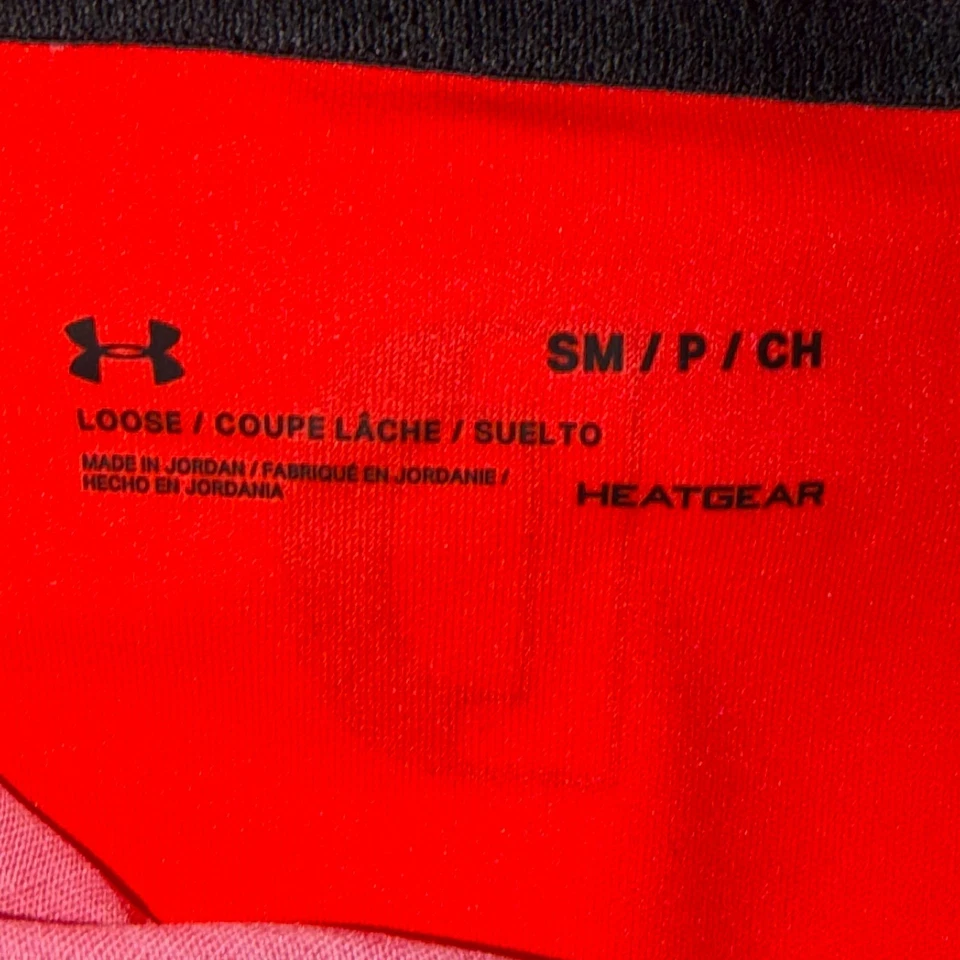 SM / P / CH
LOOSE / COUPE LÂCHE / SUELTO
MADE IN JORDAN / FABRIQUÉ EN JORDANIE /
HECHO EN JORDANIA
HEATGEAR